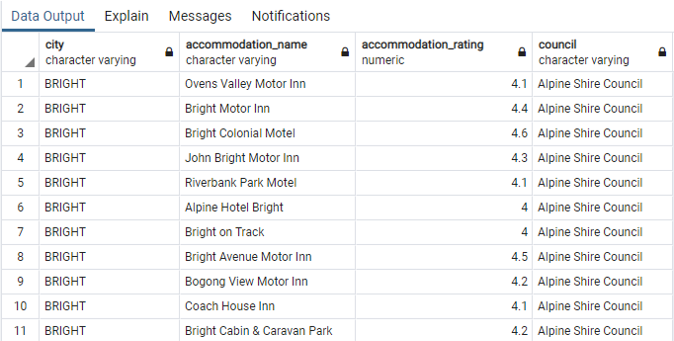 Data Output Explain Messages Notifications
city accommodation_name accommodation_rating council
character varying character varying numeric character varying
1 BRIGHT Ovens Valley Motor Inn 4.1 Alpine Shire Council
2 BRIGHT Bright Motor Inn 4.4 Alpine Shire Council
3 BRIGHT Bright Colonial Motel 4.6 Alpine Shire Council
4 BRIGHT John Bright Motor Inn 4.3 Alpine Shire Council
5 BRIGHT Riverbank Park Motel 4.1 Alpine Shire Council
6 BRIGHT Alpine Hotel Bright 4 Alpine Shire Council
7 BRIGHT Bright on Track 4 Alpine Shire Council
8 BRIGHT Bright Avenue Motor Inn 4.5 Alpine Shire Council
9 BRIGHT Bogong View Motor Inn 4.2 Alpine Shire Council
10 BRIGHT Coach House Inn 4.1 Alpine Shire Council
11 BRIGHT Bright Cabin & Caravan Park 4.2 Alpine Shire Council